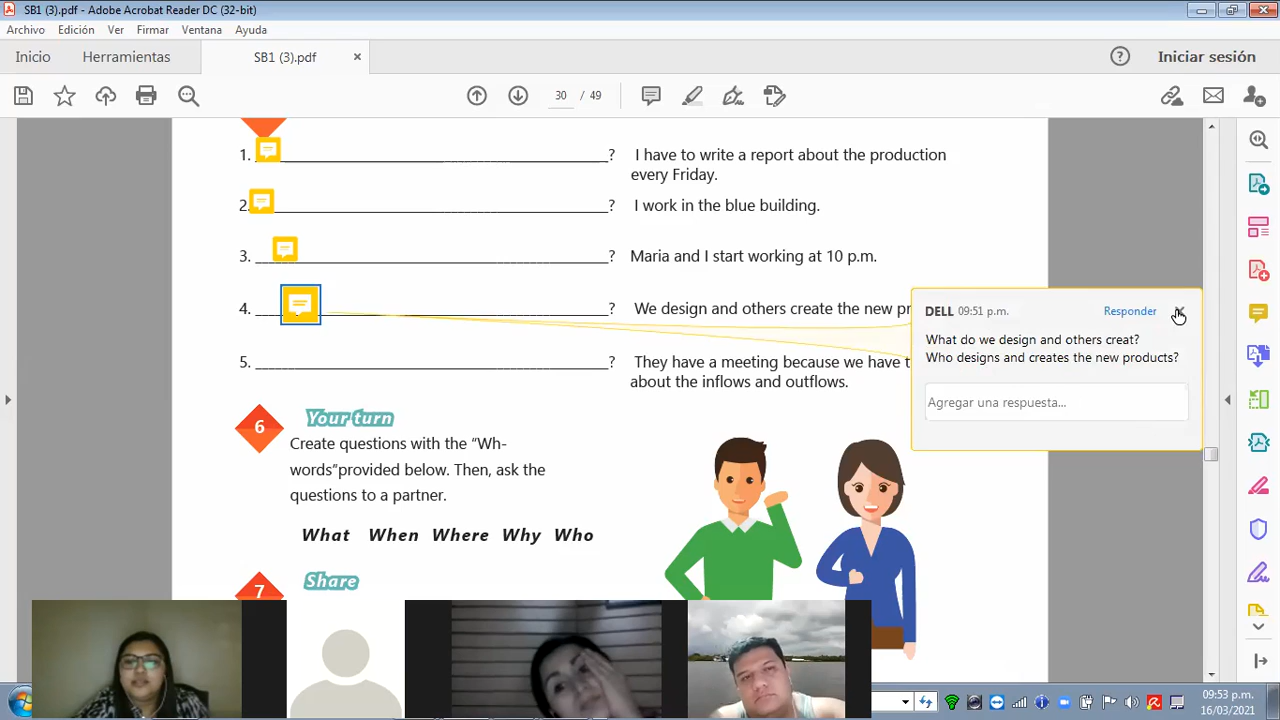 SB1 (3).pdf - Adobe Acrobat Reader DC (32-bit)
Archivo Edición Ver Firmar Ventana Ayuda
Inicio Herramientas SB1 (3).pdf × Iniciar sesión
30 / 49
1. ? I have to write a report about the production
every Friday.
2. ? I work in the blue building.
3. ? Maria and I start working at 10 p.m.
4. ? We design and others create the new pr
DELL 09:51 p.m. Responder
What do we design and others creat?
Who designs and creates the new products?
Agregar una respuesta...
5. ? They have a meeting because we have t
about the inflows and outflows.
6 Your turn
Create questions with the "Wh-
words"provided below. Then, ask the
questions to a partner.
What When Where Why Who
7 Share
09:53 p.m.
16/03/2021